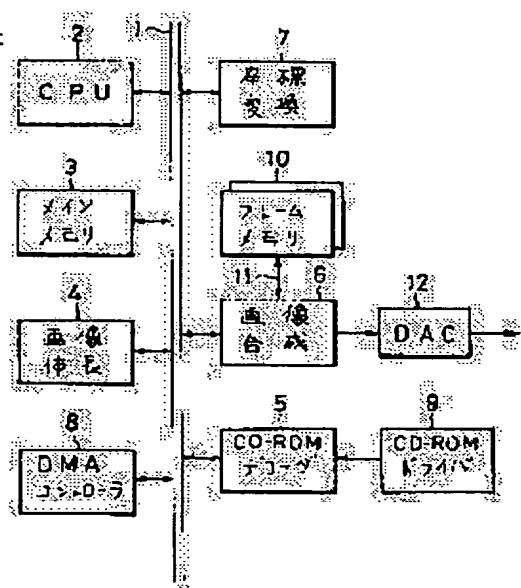 2
1
7
CPU
座標
変換
3
10
メイン
メモリ
フレーム
メモリ
11
6
4
12
画像
伸長
画像
合成
DAC
8
5
9
DMA
コントローラ
CD-ROM
デコーダ
CD-ROM
ドライバ